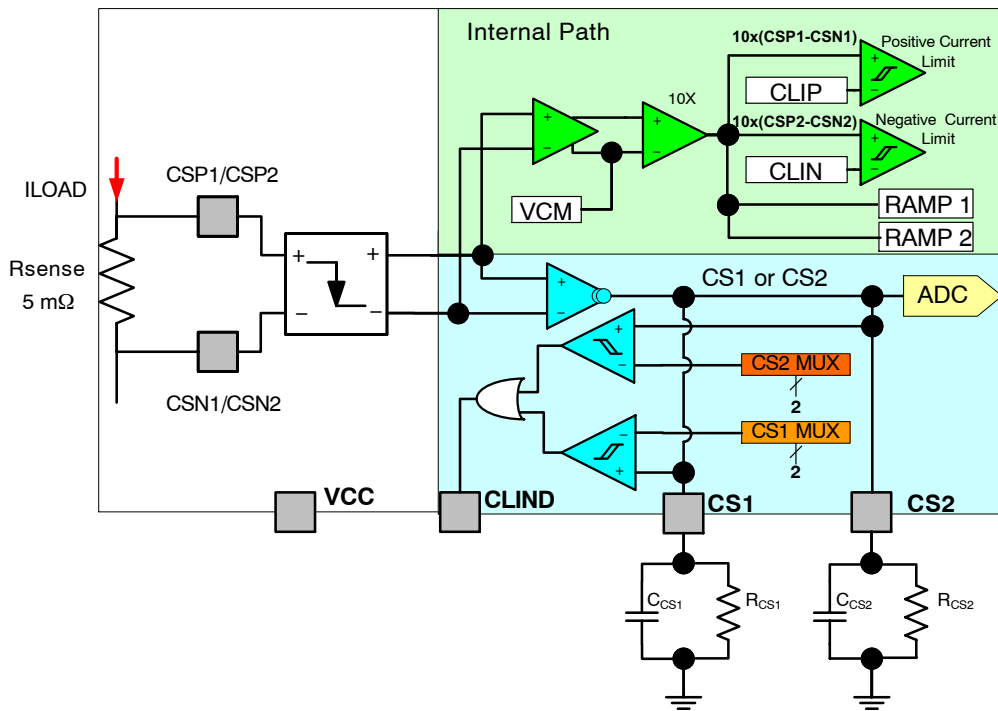 Internal Path
10x(CSP1-CSN1)
Positive Current
Limit
CLIP
10X
10x(CSP2-CSN2)
Negative Current
Limit
CLIN
VCM
RAMP 1
RAMP 2
ILOAD
CSP1/CSP2
Rsense
5 mΩ
CSN1/CSN2
CS1 or CS2
ADC
CS2 MUX
2
CS1 MUX
2
VCC
CLIND
CS1
CS2
CCS1
RCS1
CCS2
RCS2
+
−
+
−
+
−
+
−
+
−
+
−
+
−
+
−
+
−
−
+